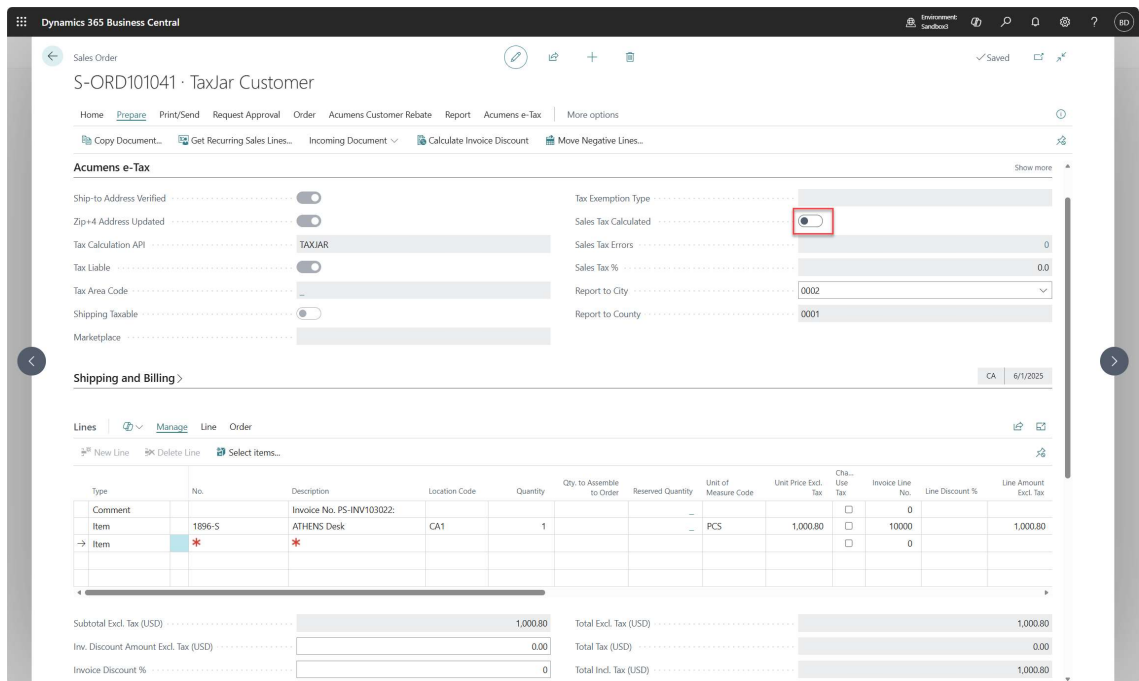 Dynamics 365 Business Central
Environment:
Sandbox3
?
BD
Sales Order
Saved
S-ORD101041 · TaxJar Customer
Home Prepare Print/Send Request Approval Order Acumens Customer Rebate Report Acumens e-Tax More options
Copy Document... Get Recurring Sales Lines... Incoming Document Calculate Invoice Discount Move Negative Lines...
Acumens e-Tax Show more
Ship-to Address Verified Tax Exemption Type
Zip+4 Address Updated Sales Tax Calculated
Tax Calculation API TAXJAR Sales Tax Errors 0
Tax Liable Sales Tax % 0.0
Tax Area Code _ Report to City 0002
Shipping Taxable Report to County 0001
Marketplace
Shipping and Billing > CA 6/1/2025
Lines Manage Line Order
New Line Delete Line Select items...
Type No. Description Location Code Quantity Qty. to Assemble to Order Reserved Quantity Unit of Measure Code Unit Price Excl. Tax Cha... Use Tax Invoice Line No. Line Discount % Line Amount Excl. Tax
Comment Invoice No. PS-INV103022: _ 0
Item 1896-S ATHENS Desk CA1 1 _ PCS 1,000.80 10000 1,000.80
→ Item * * 0
Subtotal Excl. Tax (USD) 1,000.80 Total Excl. Tax (USD) 1,000.80
Inv. Discount Amount Excl. Tax (USD) 0.00 Total Tax (USD) 0.00
Invoice Discount % 0 Total Incl. Tax (USD) 1,000.80